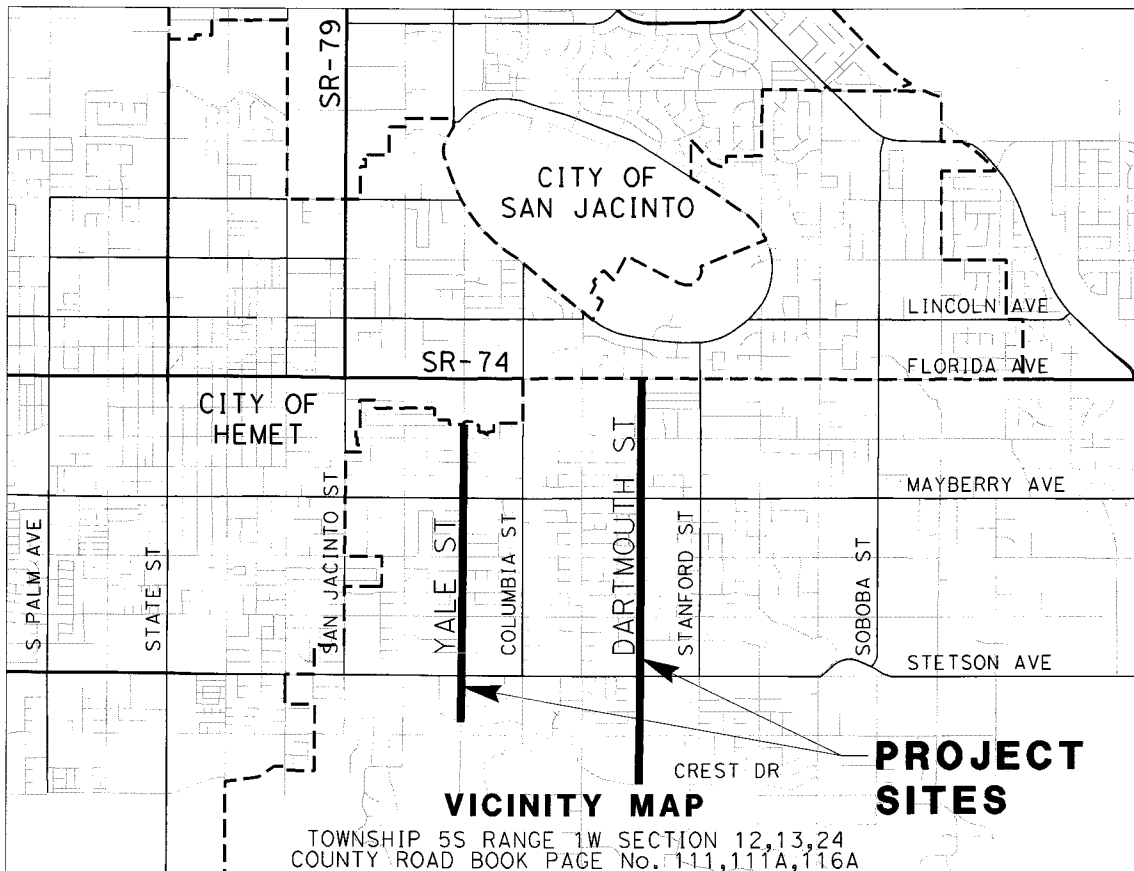 SR-79
CITY OF
SAN JACINTO
LINCOLN AVE
SR-74
FLORIDA AVE
CITY OF
HEMET
MAYBERRY AVE
S PALM AVE
STATE ST
SAN JACINTO ST
YALE ST
COLUMBIA ST
DARTMOUTH ST
STANFORD ST
SOBOBA ST
STETSON AVE
CREST DR
PROJECT
SITES
VICINITY MAP
TOWNSHIP 5S RANGE 1W SECTION 12,13,24
COUNTY ROAD BOOK PAGE No. 111,111A,116A